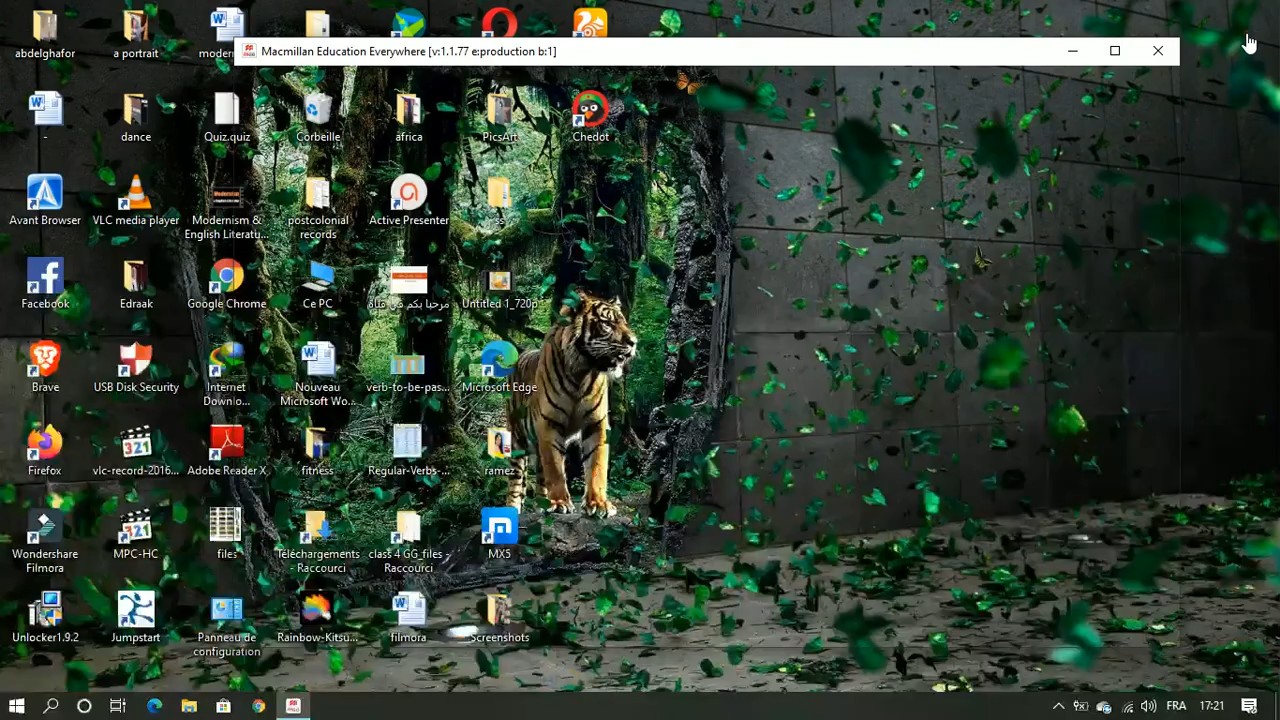 Macmillan Education Everywhere [v:1.1.77 e:production b:1]
abdelghafor
a portrait
-
dance
Quiz.quiz
Corbeille
africa
PicsArt
Chedot
Avant Browser
VLC media player
Modernism &
English Literatu...
postcolonial
records
Active Presenter
ssy
Facebook
Edraak
Google Chrome
Ce PC
مرحبا بكم في قناة
Untitled 1_720p
Brave
USB Disk Security
Internet
Downlo...
Nouveau
Microsoft Wo...
verb-to-be-pas...
Microsoft Edge
Firefox
vlc-record-2016...
Adobe Reader X
fitness
Regular-Verbs-...
ramez
Wondershare
Filmora
MPC-HC
files
Téléchargements
- Raccourci
class 4 GG_files -
Raccourci
MX5
Unlocker1.9.2
Jumpstart
Panneau de
configuration
Rainbow-Kitsu...
filmora
Screenshots
FRA
17:21